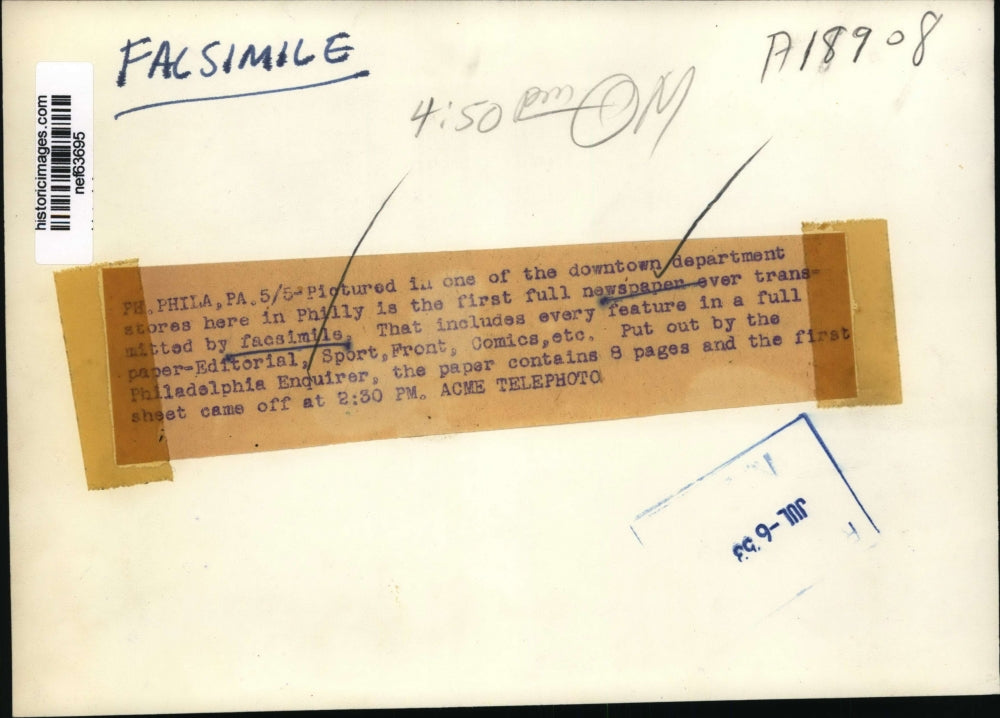 FACSIMILE
A18908
4:50
historicimages.com
nef63695
PH. PHILA, PA. 5/5-Pictured in one of the downtown department
stores here in Philly is the first full newspaper ever trans-
mitted by facsimile. That includes every feature in a full
paper-Editorial, Sport, Front, Comics, etc. Put out by the
Philadelphia Enquirer, the paper contains 8 pages and the first
sheet came off at 2:30 PM. ACME TELEPHOTO
JUL -6 53